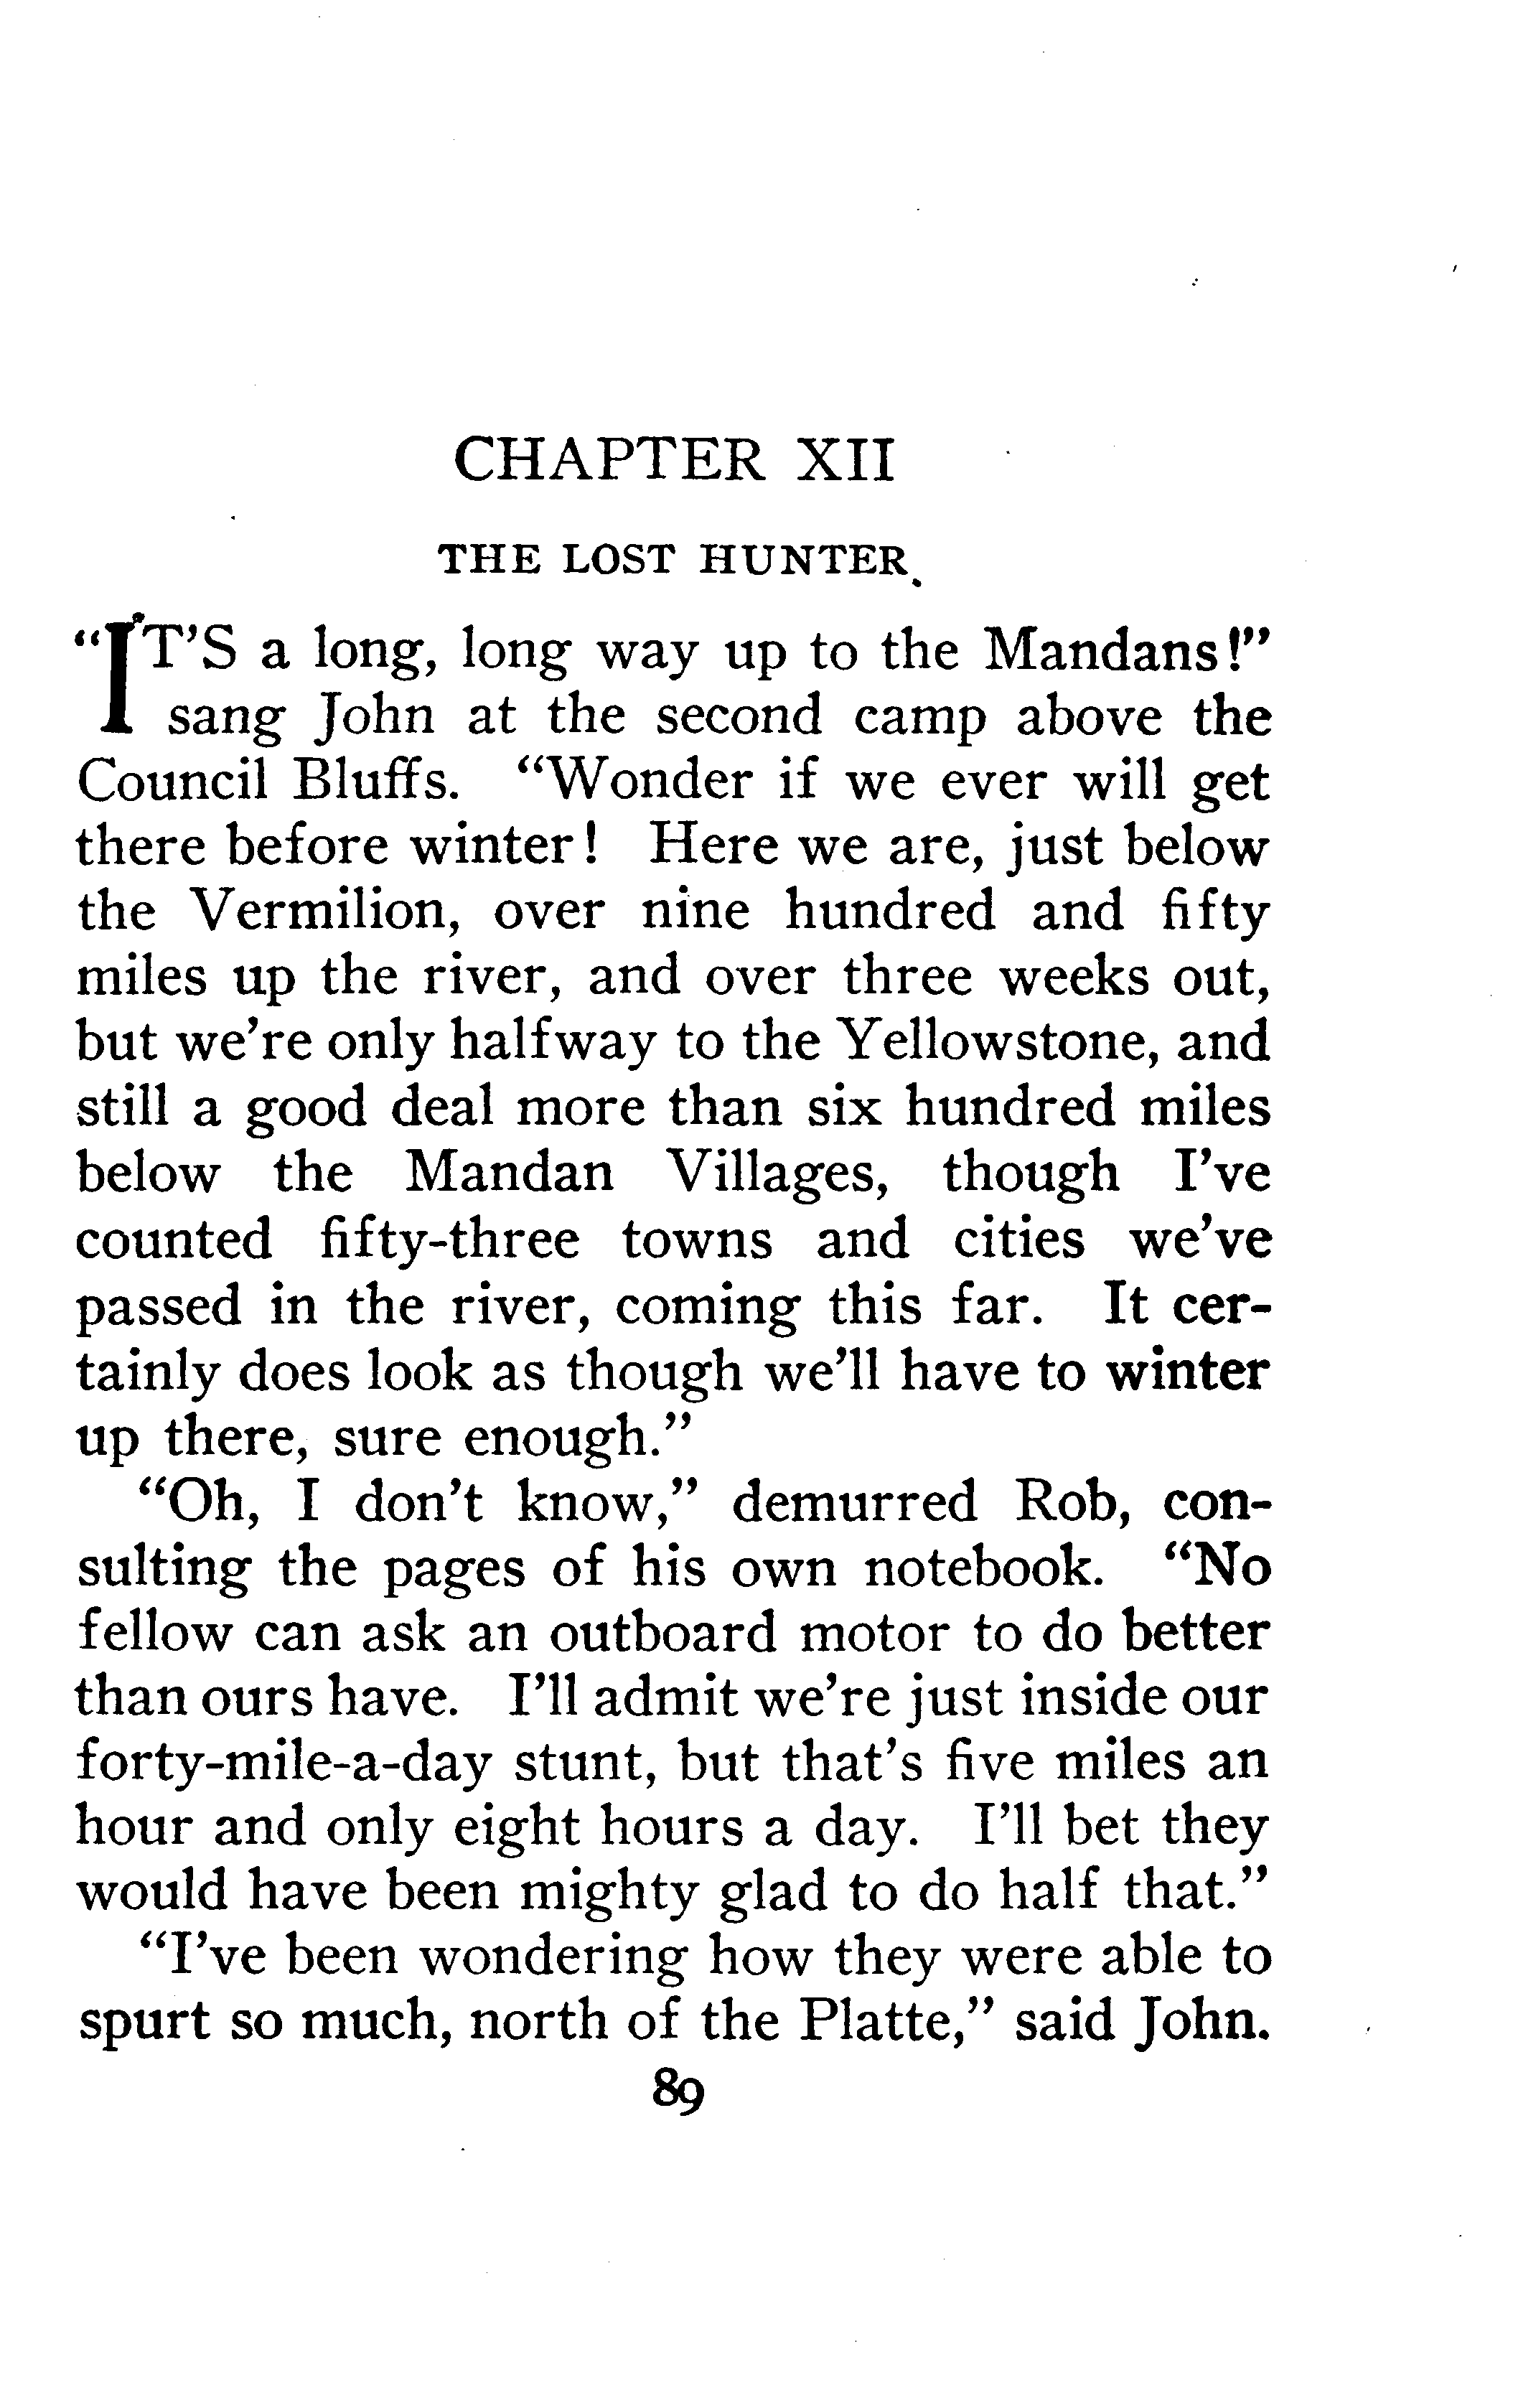 CHAPTER XII
THE LOST HUNTER
“IT’S a long, long way up to the Mandans!”
sang John at the second camp above the
Council Bluffs. “Wonder if we ever will get
there before winter! Here we are, just below
the Vermilion, over nine hundred and fifty
miles up the river, and over three weeks out,
but we’re only halfway to the Yellowstone, and
still a good deal more than six hundred miles
below the Mandan Villages, though I’ve
counted fifty-three towns and cities we’ve
passed in the river, coming this far. It cer-
tainly does look as though we’ll have to winter
up there, sure enough.”
“Oh, I don’t know,” demurred Rob, con-
sulting the pages of his own notebook. “No
fellow can ask an outboard motor to do better
than ours have. I’ll admit we’re just inside our
forty-mile-a-day stunt, but that’s five miles an
hour and only eight hours a day. I’ll bet they
would have been mighty glad to do half that.”
“I’ve been wondering how they were able to
spurt so much, north of the Platte,” said John.
89